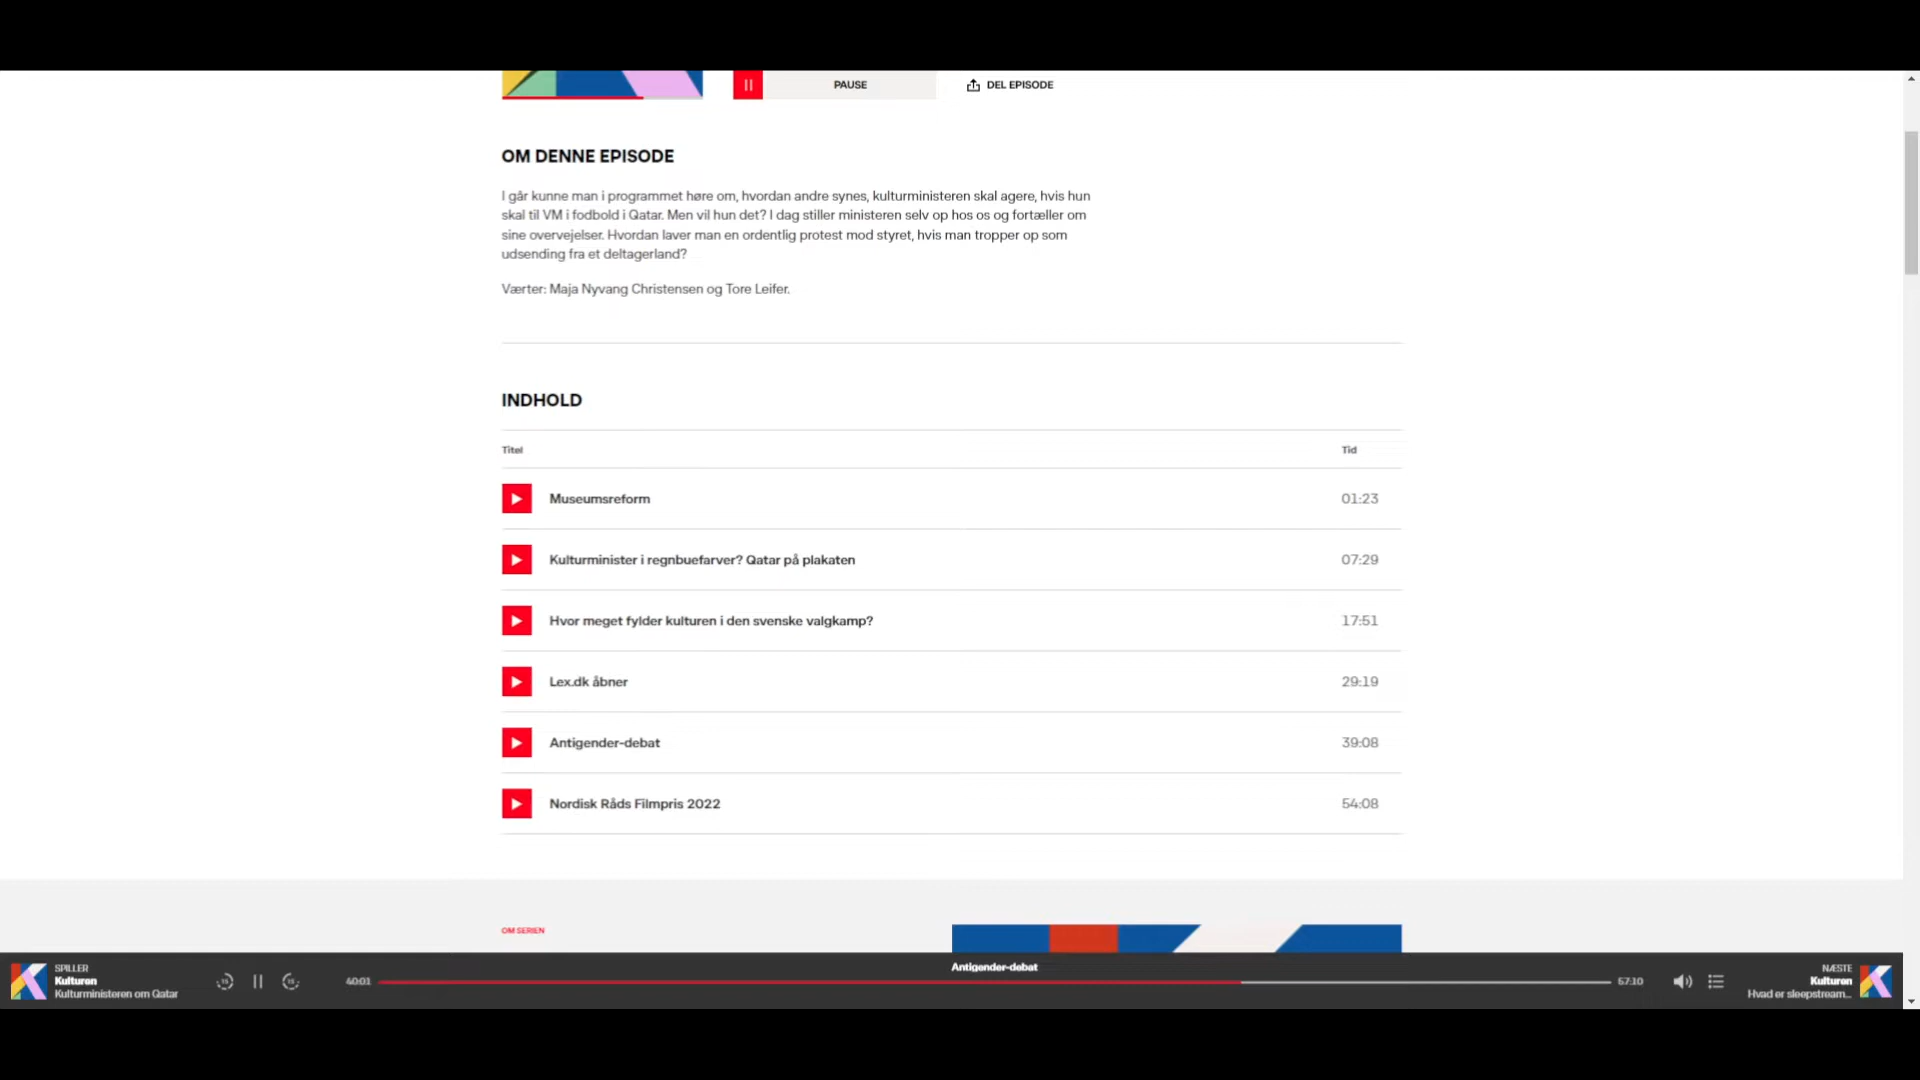 PAUSE
DEL EPISODE
OM DENNE EPISODE
I går kunne man i programmet høre om, hvordan andre synes, kulturministeren skal agere, hvis hun
skal til VM i fodbold i Qatar. Men vil hun det? I dag stiller ministeren selv op hos os og fortæller om
sine overvejelser. Hvordan laver man en ordentlig protest mod styret, hvis man tropper op som
udsending fra et deltagerland?
Værter: Maja Nyvang Christensen og Tore Leifer.
INDHOLD
Titel Tid
Museumsreform 01:23
Kulturminister i regnbuefarver? Qatar på plakaten 07:29
Hvor meget fylder kulturen i den svenske valgkamp? 17:51
Lex.dk åbner 29:19
Antigender-debat 39:08
Nordisk Råds Filmpris 2022 54:08
OM SERIEN
SPILLER
Kulturen
Kulturministeren om Qatar
15
15
40:01
Antigender-debat
57:10
NÆSTE
Kulturen
Hvad er sleepstream...